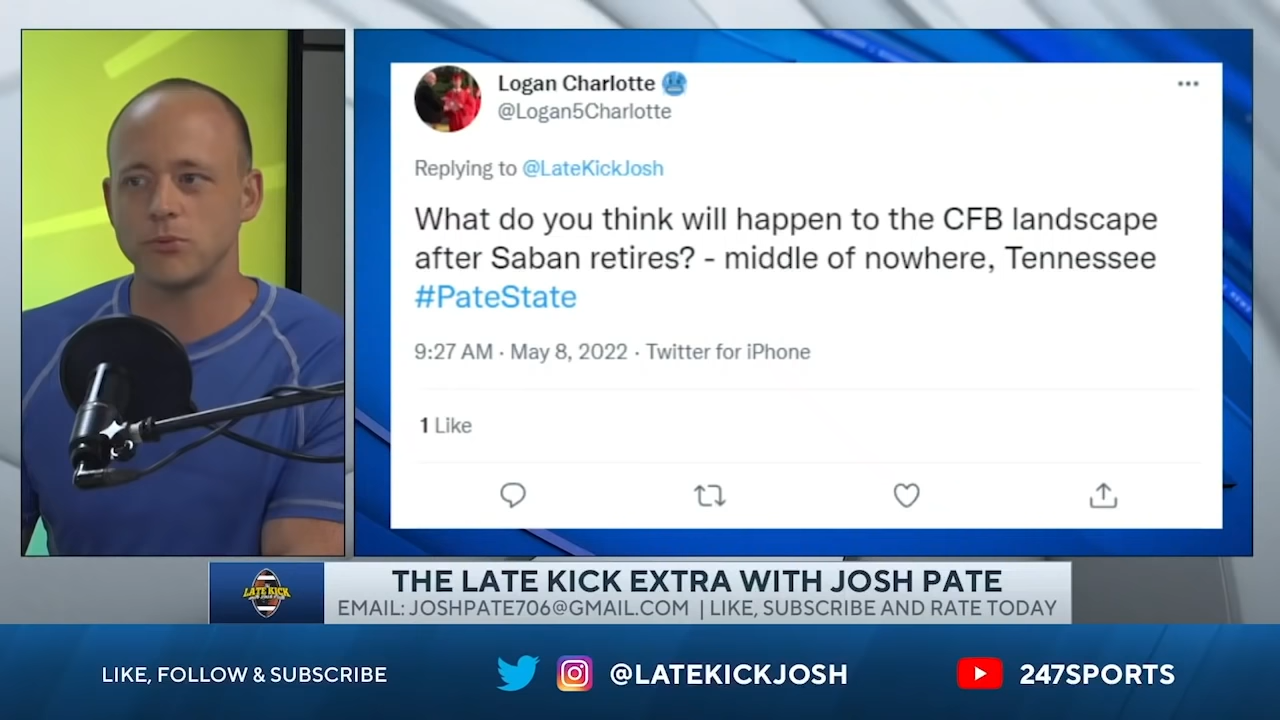 Logan Charlotte
@Logan5Charlotte
Replying to @LateKickJosh
What do you think will happen to the CFB landscape
after Saban retires? - middle of nowhere, Tennessee
#PateState
9:27 AM · May 8, 2022 · Twitter for iPhone
1 Like
LATE KICK
THE LATE KICK EXTRA WITH JOSH PATE
EMAIL: JOSHPATE706@GMAIL.COM | LIKE, SUBSCRIBE AND RATE TODAY
LIKE, FOLLOW & SUBSCRIBE
@LATEKICKJOSH
247SPORTS